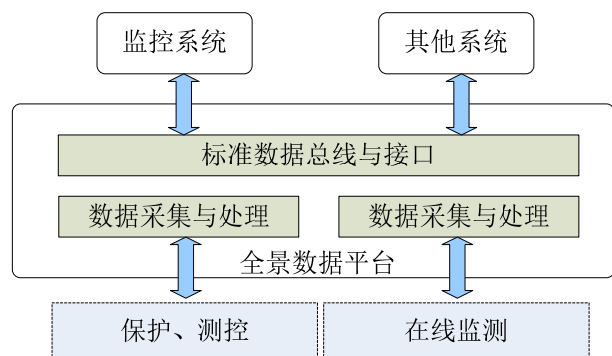 监控系统
其他系统
标准数据总线与接口
数据采集与处理
数据采集与处理
全景数据平台
保护、测控
在线监测